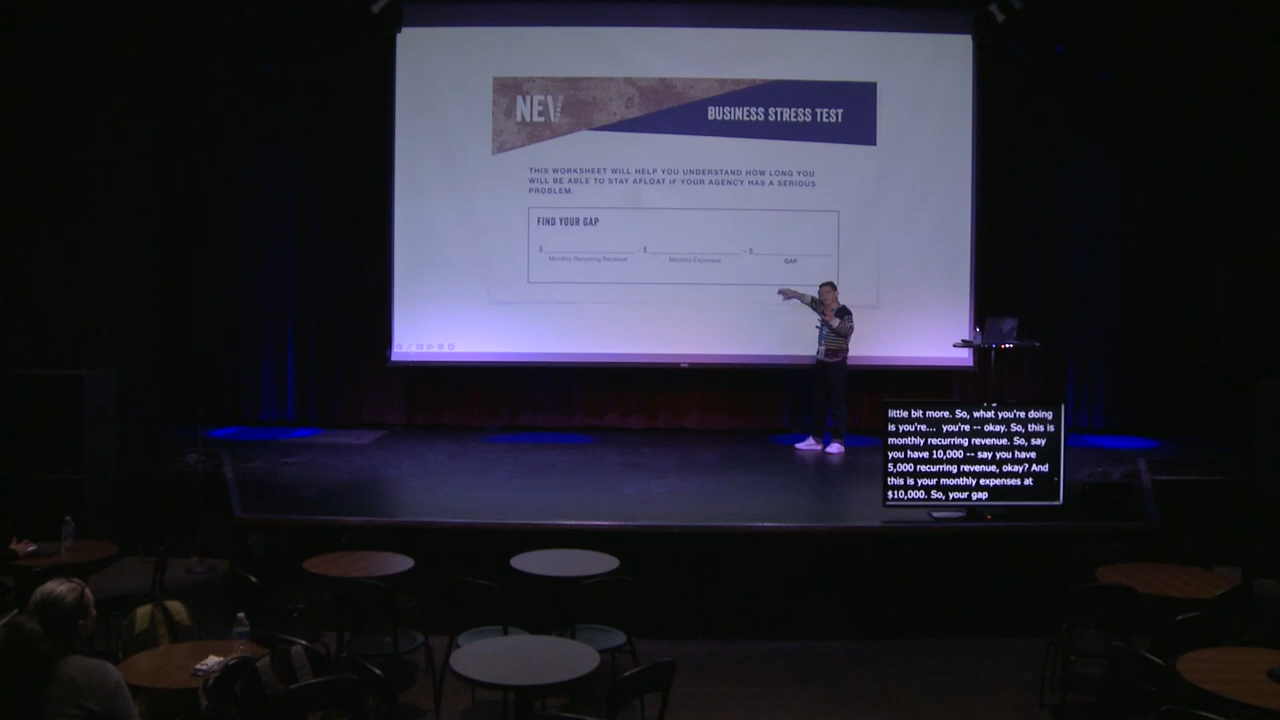 NEV
BUSINESS STRESS TEST
THIS WORKSHEET WILL HELP YOU UNDERSTAND HOW LONG YOU
WILL BE ABLE TO STAY AFLOAT IF YOUR AGENCY HAS A SERIOUS
PROBLEM.
FIND YOUR GAP
$ - $ = $
Monthly Recurring Revenue Monthly Expenses GAP
little bit more. So, what you're doing
is you're... you're -- okay. So, this is
monthly recurring revenue. So, say
you have 10,000 -- say you have
5,000 recurring revenue, okay? And
this is your monthly expenses at
$10,000. So, your gap